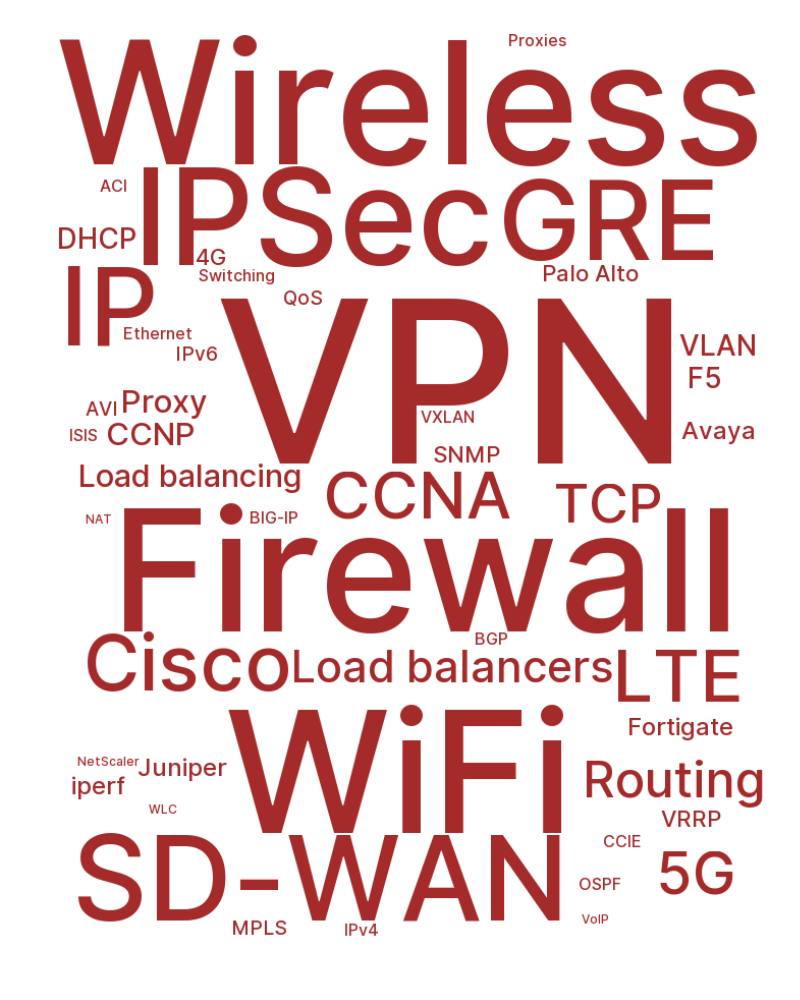 Proxies
Wireless
ACI
IPSec GRE
DHCP
4G
Palo Alto
Switching
IP
QoS
VPN
Ethernet
IPv6
VLAN
F5
AVI Proxy
VXLAN
ISIS CCNP
Avaya
SNMP
Load balancing
CCNA
TCP
NAT
BIG-IP
Firewall
BGP
Cisco Load balancers LTE
WiFi
Fortigate
NetScaler Juniper
iperf
Routing
WLC
VRRP
SD-WAN
CCIE
5G
OSPF
VoIP
MPLS
IPv4